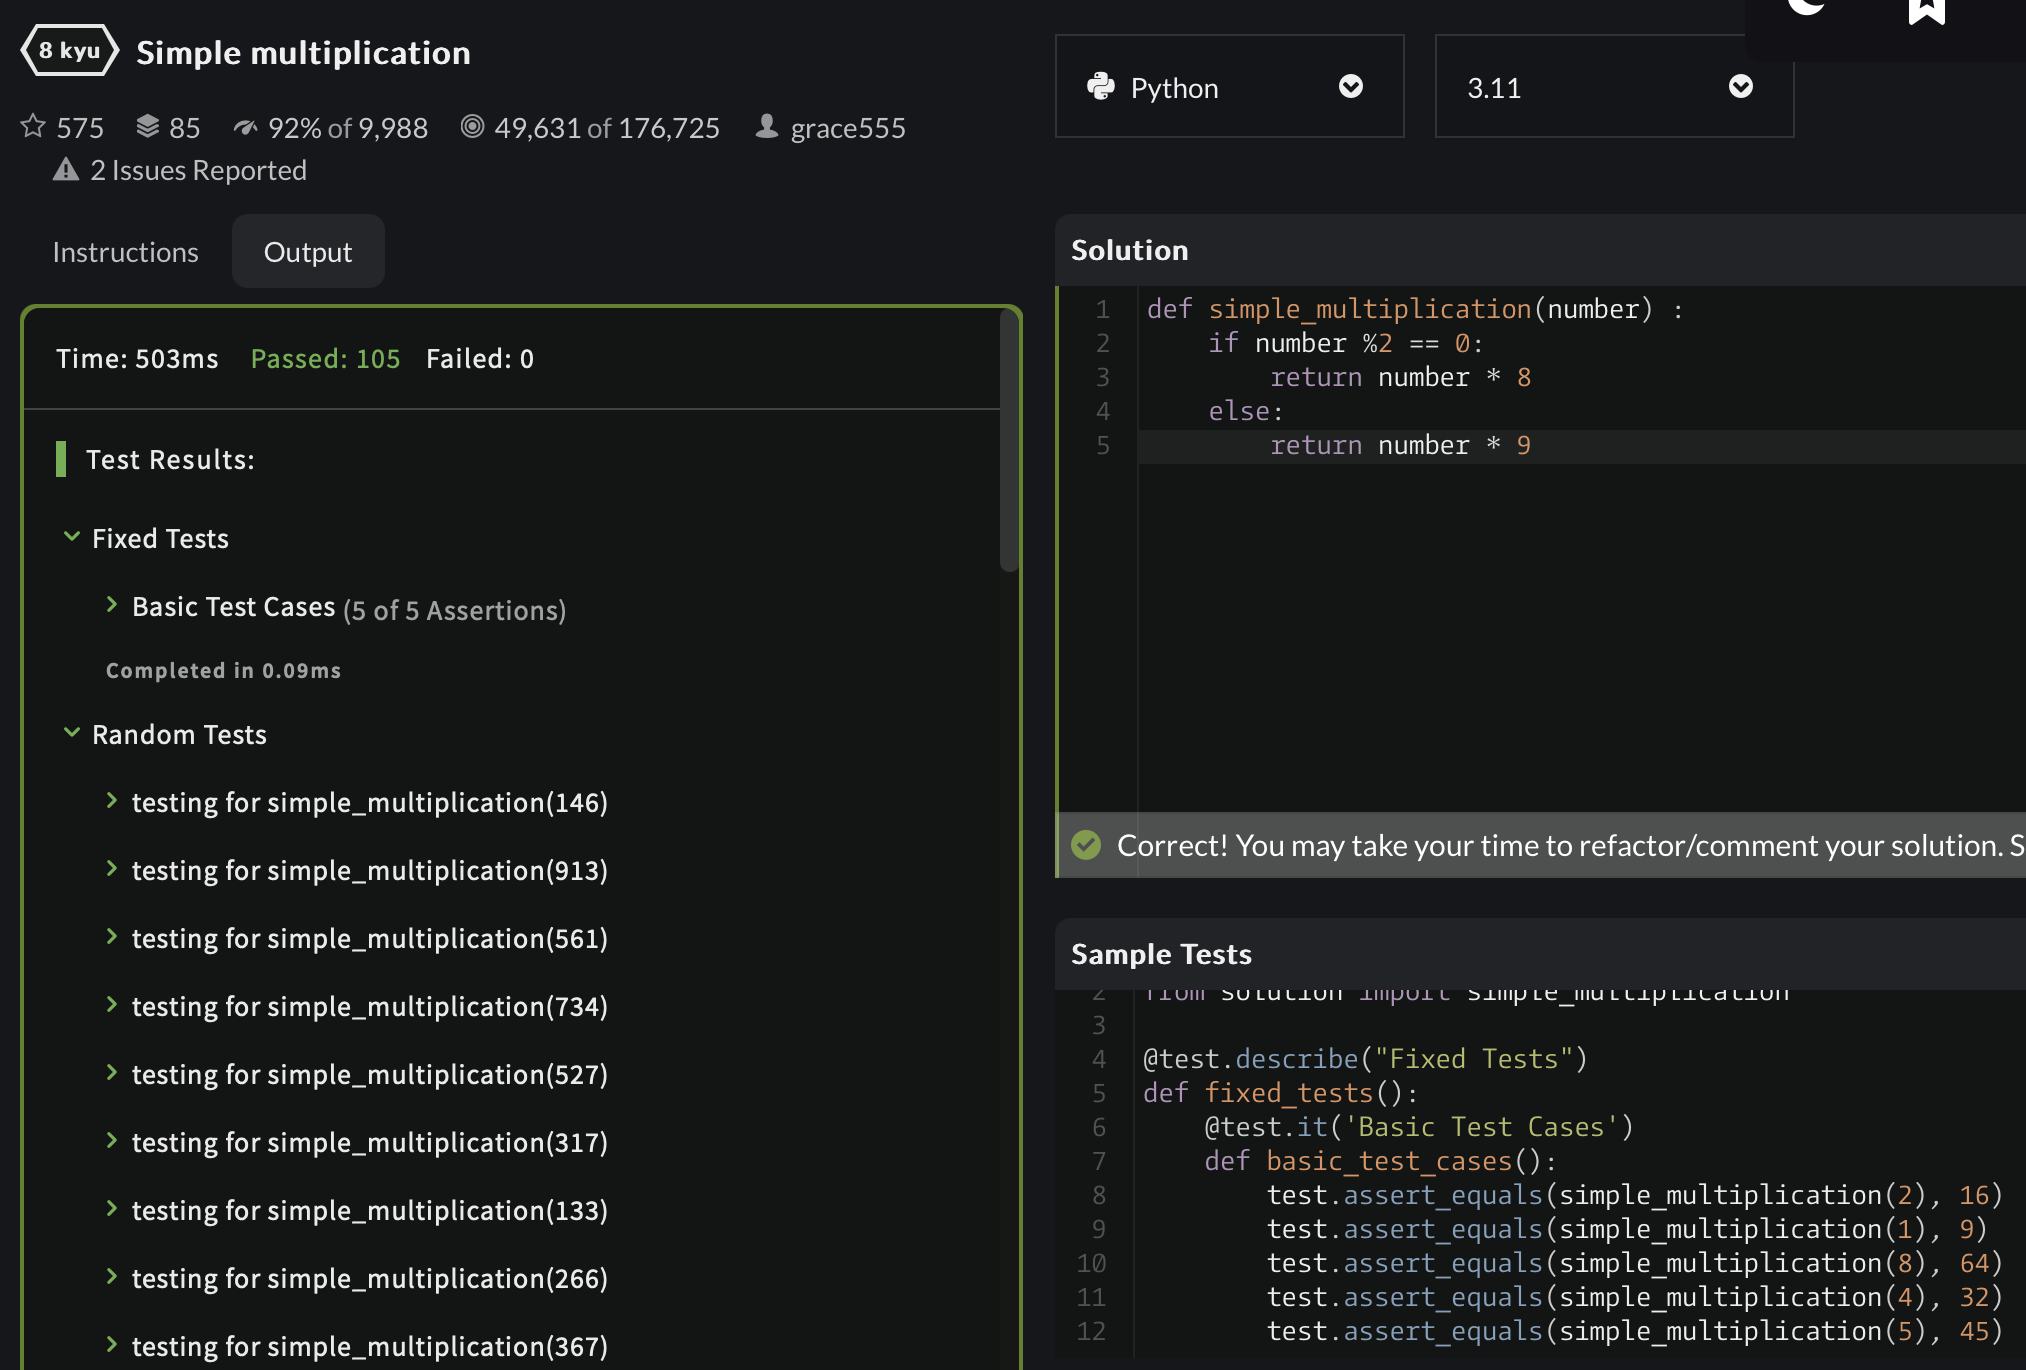 8 kyu Simple multiplication
575 85 92% of 9,988 49,631 of 176,725 grace555
2 Issues Reported
Python
3.11
Instructions Output
Time: 503ms Passed: 105 Failed: 0
Test Results:
Fixed Tests
Basic Test Cases (5 of 5 Assertions)
Completed in 0.09ms
Random Tests
testing for simple_multiplication(146)
testing for simple_multiplication(913)
testing for simple_multiplication(561)
testing for simple_multiplication(734)
testing for simple_multiplication(527)
testing for simple_multiplication(317)
testing for simple_multiplication(133)
testing for simple_multiplication(266)
testing for simple_multiplication(367)
Solution
1 def simple_multiplication(number) :
2     if number %2 == 0:
3         return number * 8
4     else:
5         return number * 9
Correct! You may take your time to refactor/comment your solution. S
Sample Tests
2 from solution import simple_multiplication
3
4 @test.describe("Fixed Tests")
5 def fixed_tests():
6     @test.it('Basic Test Cases')
7     def basic_test_cases():
8         test.assert_equals(simple_multiplication(2), 16)
9         test.assert_equals(simple_multiplication(1), 9)
10         test.assert_equals(simple_multiplication(8), 64)
11         test.assert_equals(simple_multiplication(4), 32)
12         test.assert_equals(simple_multiplication(5), 45)